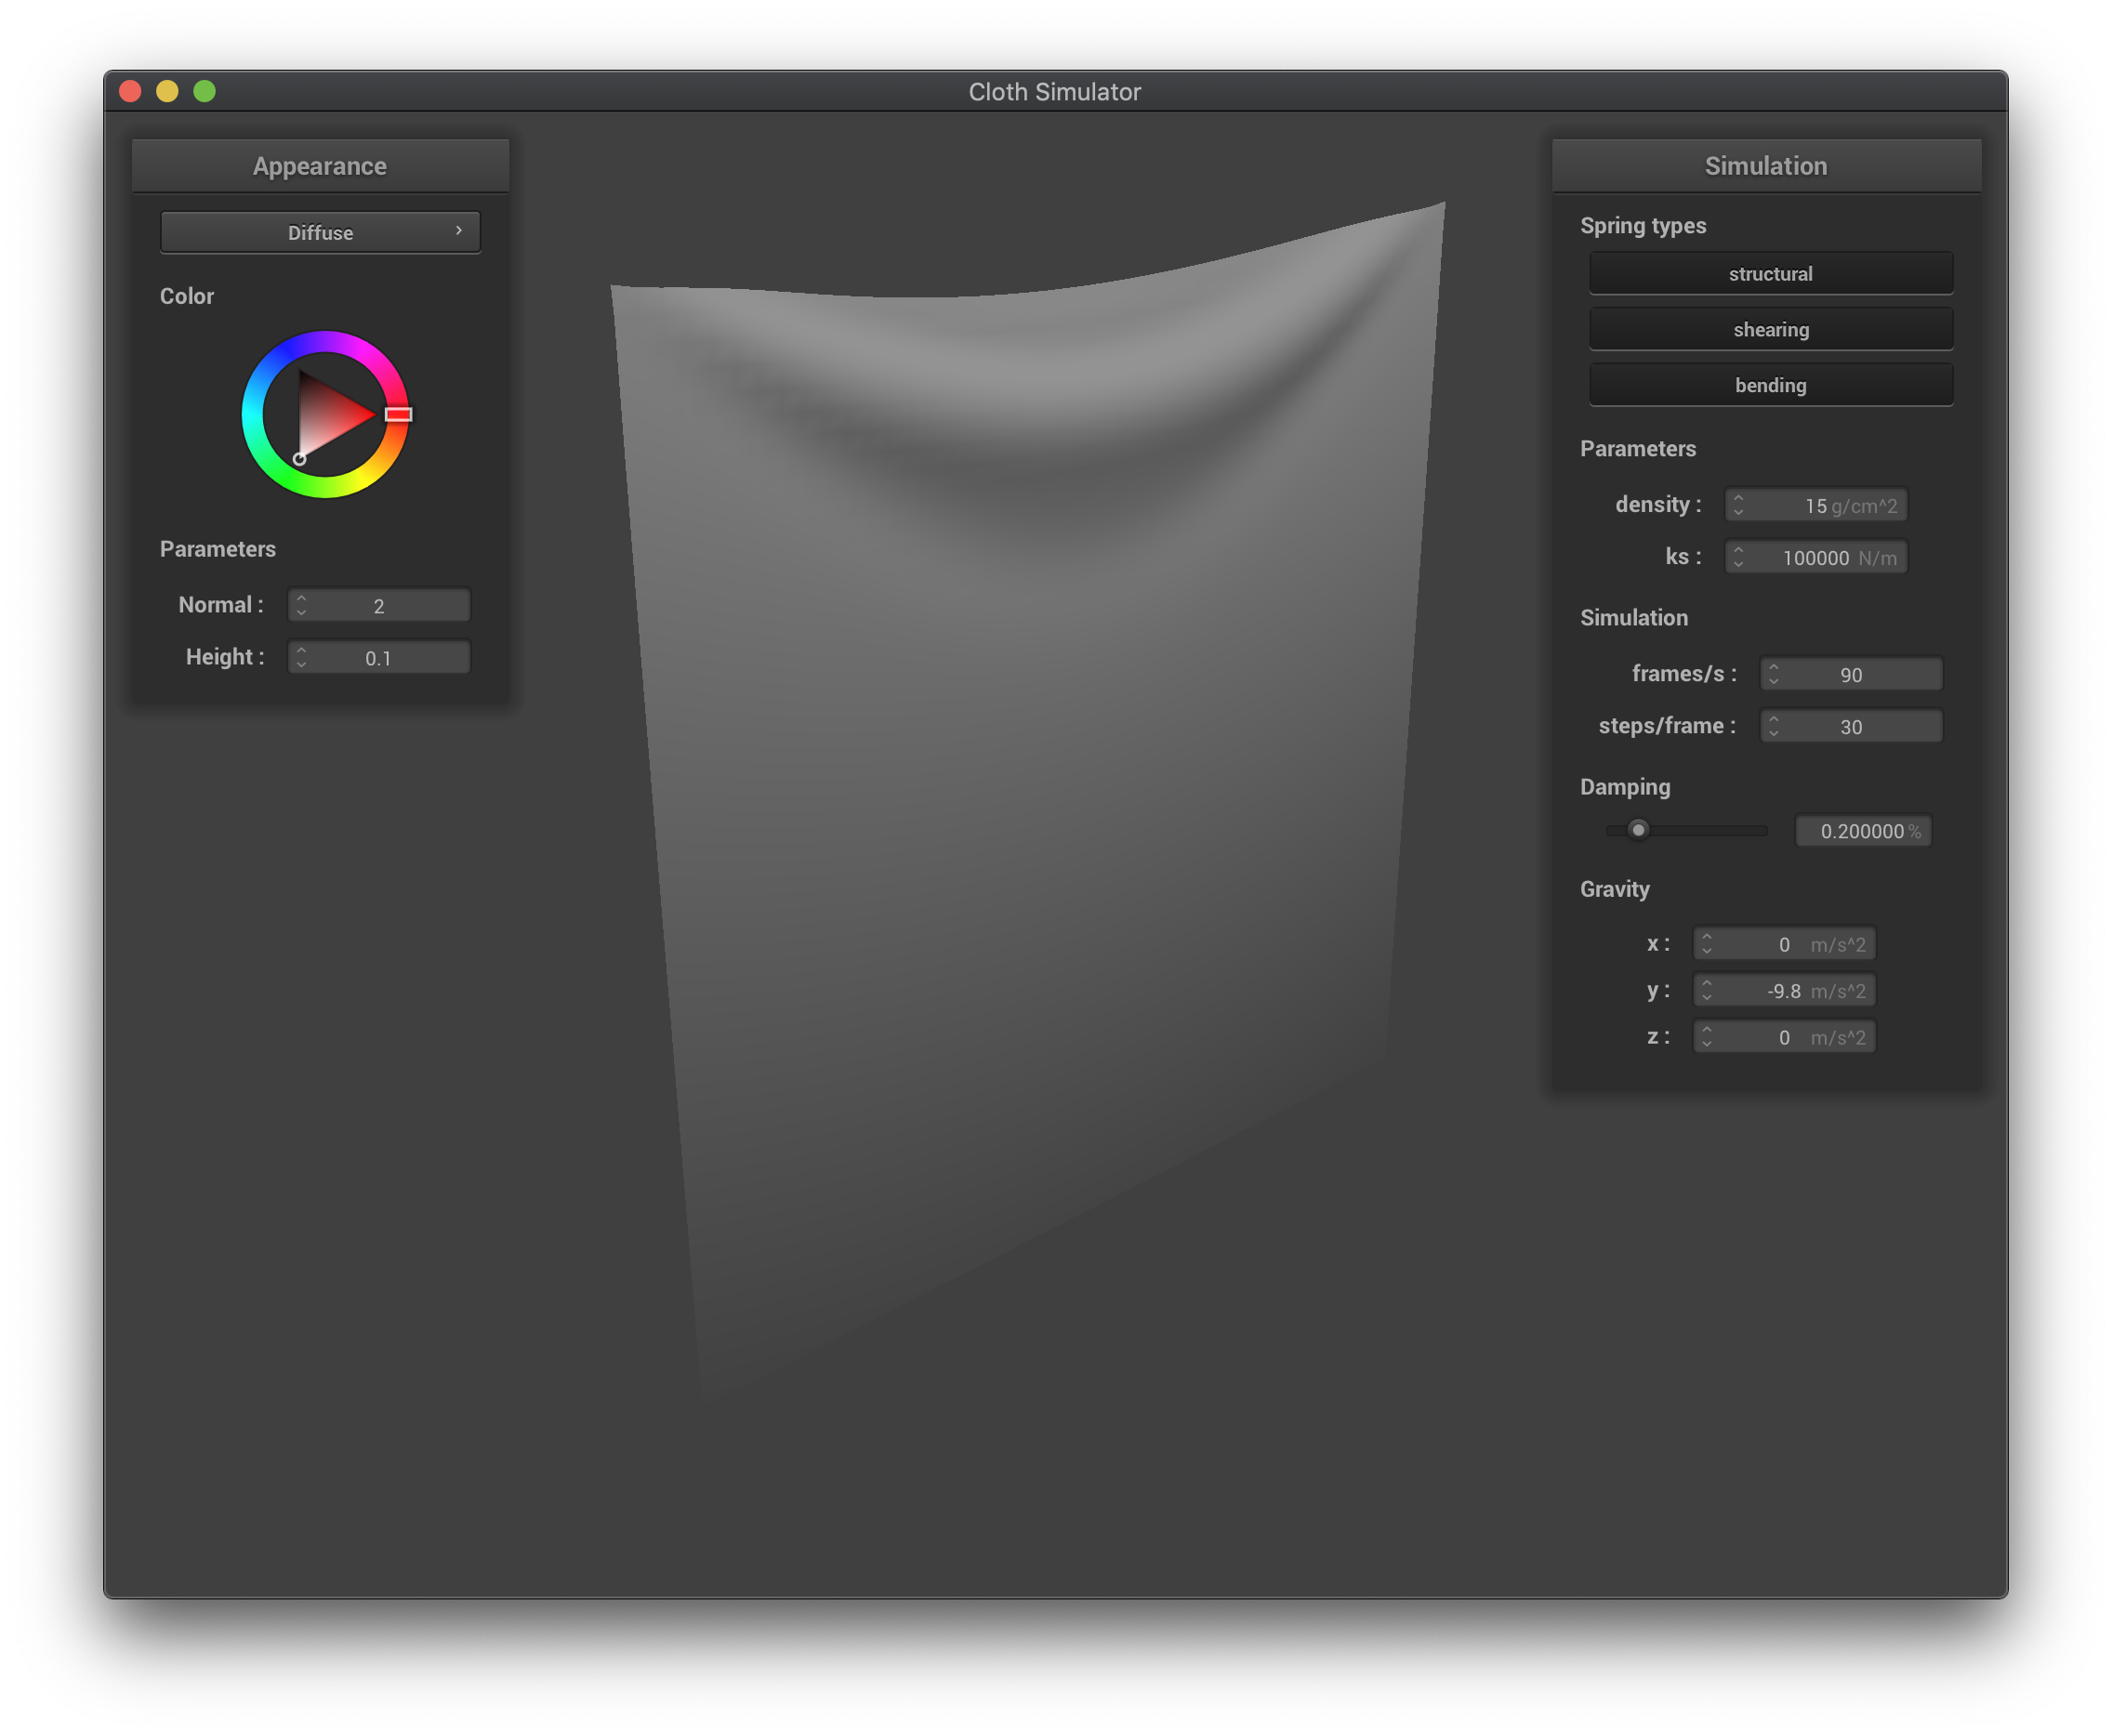 Cloth Simulator
Appearance
Diffuse
Color
Parameters
Normal : 2
Height : 0.1
Simulation
Spring types
structural
shearing
bending
Parameters
density : 15 g/cm^2
ks : 100000 N/m
Simulation
frames/s : 90
steps/frame : 30
Damping
0.200000 %
Gravity
x : 0 m/s^2
y : -9.8 m/s^2
z : 0 m/s^2